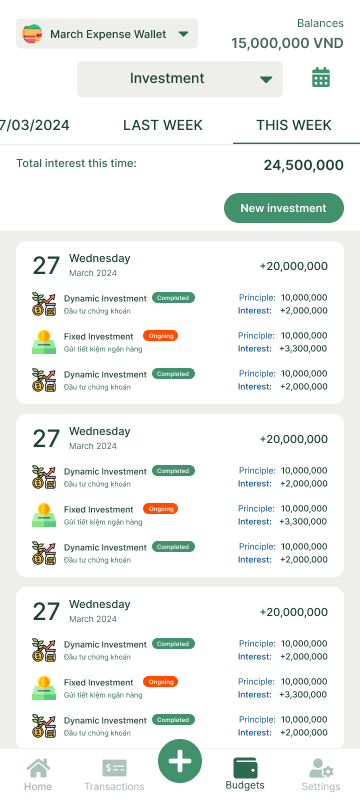 March Expense Wallet
Balances
15,000,000 VND
Investment
7/03/2024 LAST WEEK THIS WEEK
Total interest this time: 24,500,000
New investment
27 Wednesday
March 2024
+20,000,000
Dynamic Investment Completed Principle: 10,000,000
Đầu tư chứng khoán Interest: +2,000,000
Fixed Investment Ongoing Principle: 10,000,000
Gửi tiết kiệm ngân hàng Interest: +3,300,000
Dynamic Investment Completed Principle: 10,000,000
Đầu tư chứng khoán Interest: +2,000,000
27 Wednesday
March 2024
+20,000,000
Dynamic Investment Completed Principle: 10,000,000
Đầu tư chứng khoán Interest: +2,000,000
Fixed Investment Ongoing Principle: 10,000,000
Gửi tiết kiệm ngân hàng Interest: +3,300,000
Dynamic Investment Completed Principle: 10,000,000
Đầu tư chứng khoán Interest: +2,000,000
27 Wednesday
March 2024
+20,000,000
Dynamic Investment Completed Principle: 10,000,000
Đầu tư chứng khoán Interest: +2,000,000
Fixed Investment Ongoing Principle: 10,000,000
Gửi tiết kiệm ngân hàng Interest: +3,300,000
Dynamic Investment Completed Principle: 10,000,000
Đầu tư chứng khoán Interest: +2,000,000
Home Transactions Budgets Settings